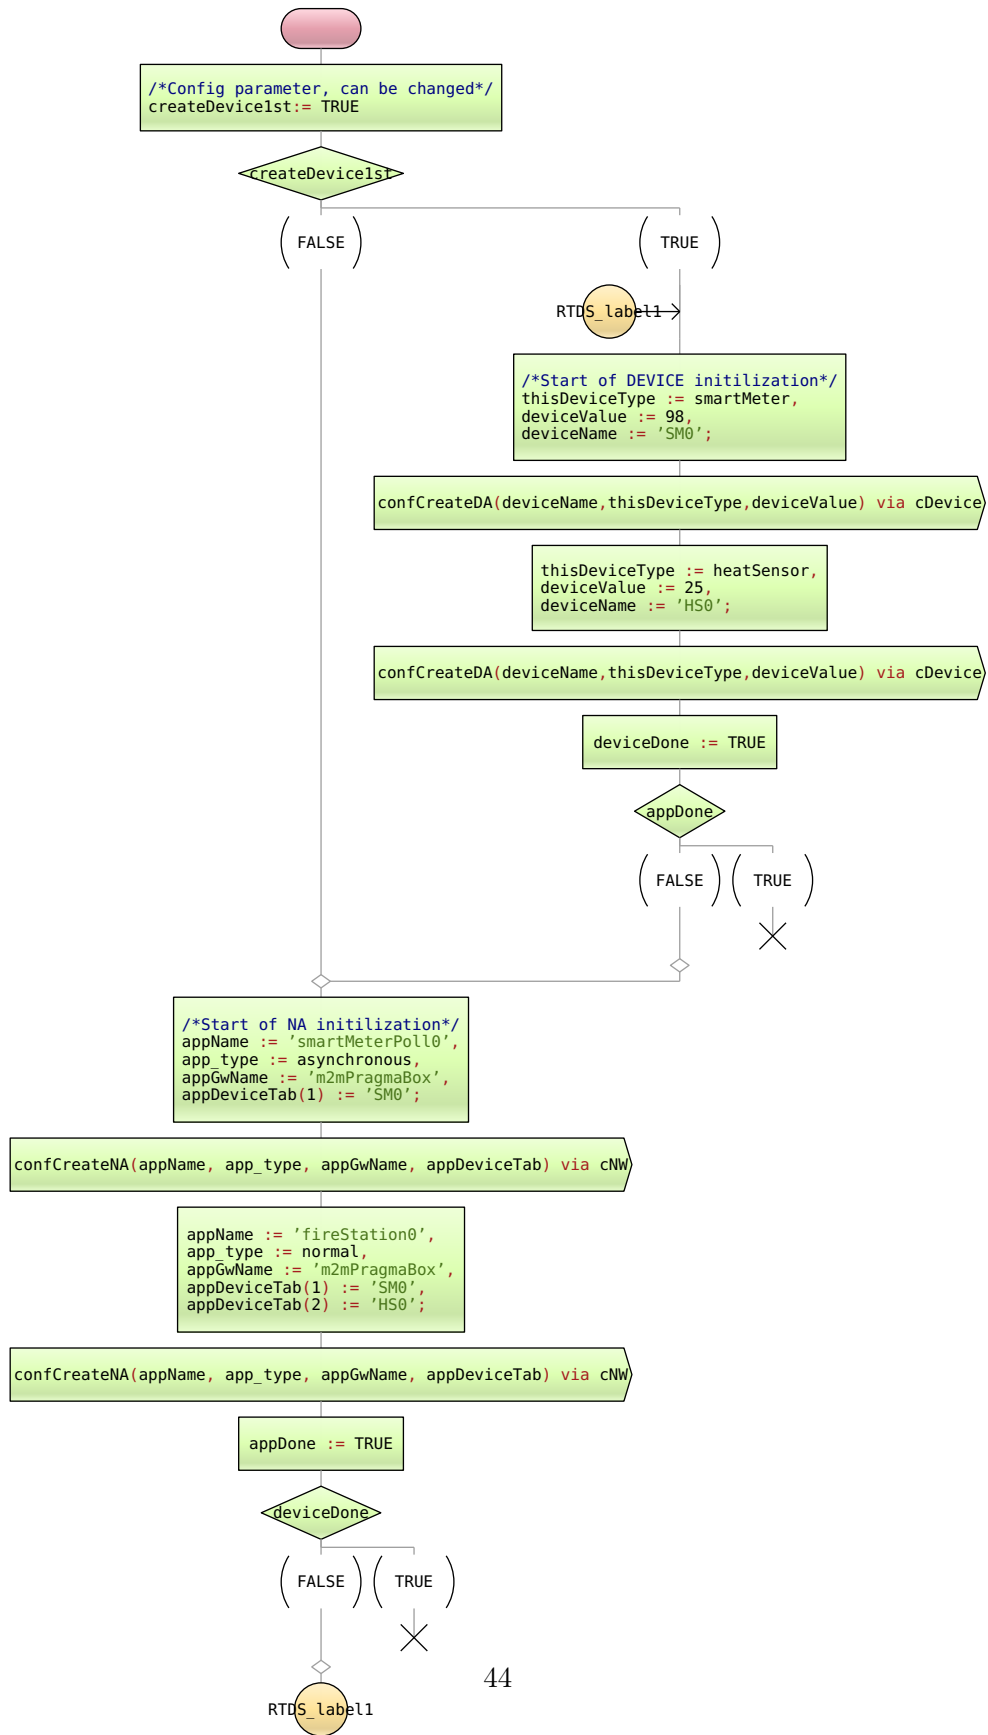 /*Config parameter, can be changed*/
createDevice1st:= TRUE
createDevice1st
FALSE
TRUE
RTDS_label1
/*Start of DEVICE initilization*/
thisDeviceType := smartMeter,
deviceValue := 98,
deviceName := ’SM0’;
confCreateDA(deviceName,thisDeviceType,deviceValue) via cDevice
thisDeviceType := heatSensor,
deviceValue := 25,
deviceName := ’HS0’;
confCreateDA(deviceName,thisDeviceType,deviceValue) via cDevice
deviceDone := TRUE
appDone
FALSE
TRUE
/*Start of NA initilization*/
appName := ’smartMeterPoll0’,
app_type := asynchronous,
appGwName := ’m2mPragmaBox’,
appDeviceTab(1) := ’SM0’;
confCreateNA(appName, app_type, appGwName, appDeviceTab) via cNW
appName := ’fireStation0’,
app_type := normal,
appGwName := ’m2mPragmaBox’,
appDeviceTab(1) := ’SM0’,
appDeviceTab(2) := ’HS0’;
confCreateNA(appName, app_type, appGwName, appDeviceTab) via cNW
appDone := TRUE
deviceDone
FALSE
TRUE
44
RTDS_label1